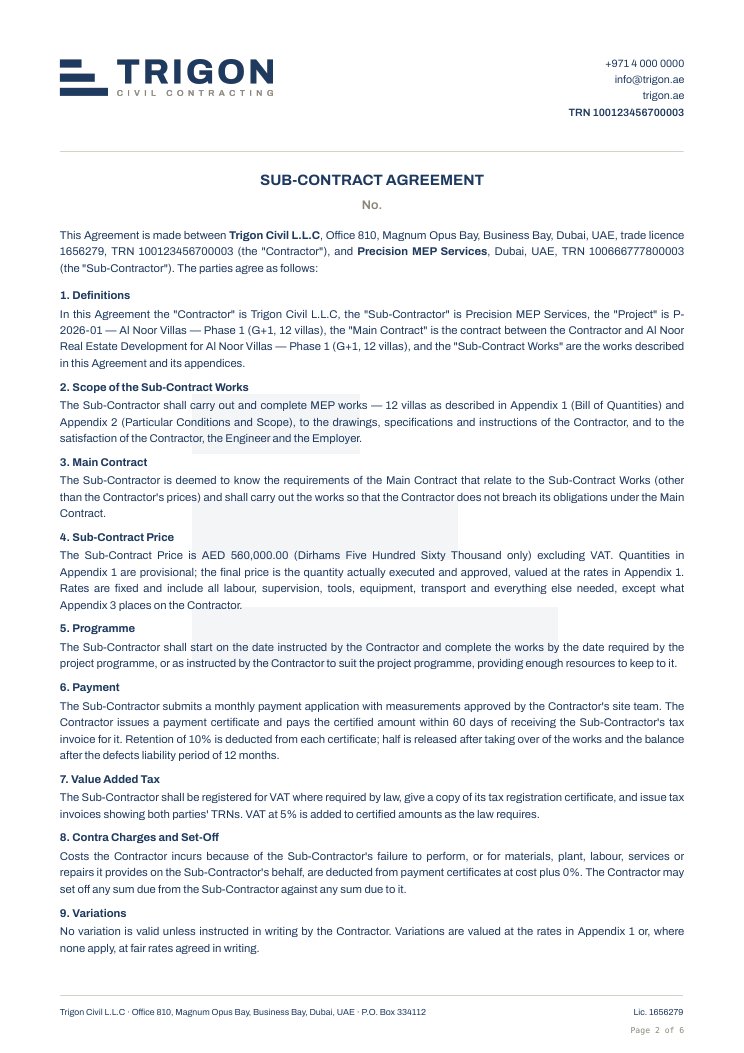 TRIGON
CIVIL CONTRACTING
+971 4 000 0000
info@trigon.ae
trigon.ae
TRN 100123456700003
SUB-CONTRACT AGREEMENT
No.
This Agreement is made between Trigon Civil L.L.C, Office 810, Magnum Opus Bay, Business Bay, Dubai, UAE, trade licence
1656279, TRN 100123456700003 (the "Contractor"), and Precision MEP Services, Dubai, UAE, TRN 100666777800003
(the "Sub-Contractor"). The parties agree as follows:
1. Definitions
In this Agreement the "Contractor" is Trigon Civil L.L.C, the "Sub-Contractor" is Precision MEP Services, the "Project" is P-
2026-01 — Al Noor Villas — Phase 1 (G+1, 12 villas), the "Main Contract" is the contract between the Contractor and Al Noor
Real Estate Development for Al Noor Villas — Phase 1 (G+1, 12 villas), and the "Sub-Contract Works" are the works described
in this Agreement and its appendices.
2. Scope of the Sub-Contract Works
The Sub-Contractor shall carry out and complete MEP works — 12 villas as described in Appendix 1 (Bill of Quantities) and
Appendix 2 (Particular Conditions and Scope), to the drawings, specifications and instructions of the Contractor, and to the
satisfaction of the Contractor, the Engineer and the Employer.
3. Main Contract
The Sub-Contractor is deemed to know the requirements of the Main Contract that relate to the Sub-Contract Works (other
than the Contractor's prices) and shall carry out the works so that the Contractor does not breach its obligations under the Main
Contract.
4. Sub-Contract Price
The Sub-Contract Price is AED 560,000.00 (Dirhams Five Hundred Sixty Thousand only) excluding VAT. Quantities in
Appendix 1 are provisional; the final price is the quantity actually executed and approved, valued at the rates in Appendix 1.
Rates are fixed and include all labour, supervision, tools, equipment, transport and everything else needed, except what
Appendix 3 places on the Contractor.
5. Programme
The Sub-Contractor shall start on the date instructed by the Contractor and complete the works by the date required by the
project programme, or as instructed by the Contractor to suit the project programme, providing enough resources to keep to it.
6. Payment
The Sub-Contractor submits a monthly payment application with measurements approved by the Contractor's site team. The
Contractor issues a payment certificate and pays the certified amount within 60 days of receiving the Sub-Contractor's tax
invoice for it. Retention of 10% is deducted from each certificate; half is released after taking over of the works and the balance
after the defects liability period of 12 months.
7. Value Added Tax
The Sub-Contractor shall be registered for VAT where required by law, give a copy of its tax registration certificate, and issue tax
invoices showing both parties' TRNs. VAT at 5% is added to certified amounts as the law requires.
8. Contra Charges and Set-Off
Costs the Contractor incurs because of the Sub-Contractor's failure to perform, or for materials, plant, labour, services or
repairs it provides on the Sub-Contractor's behalf, are deducted from payment certificates at cost plus 0%. The Contractor may
set off any sum due from the Sub-Contractor against any sum due to it.
9. Variations
No variation is valid unless instructed in writing by the Contractor. Variations are valued at the rates in Appendix 1 or, where
none apply, at fair rates agreed in writing.
Trigon Civil L.L.C · Office 810, Magnum Opus Bay, Business Bay, Dubai, UAE · P.O. Box 334112
Lic. 1656279
Page 2 of 6